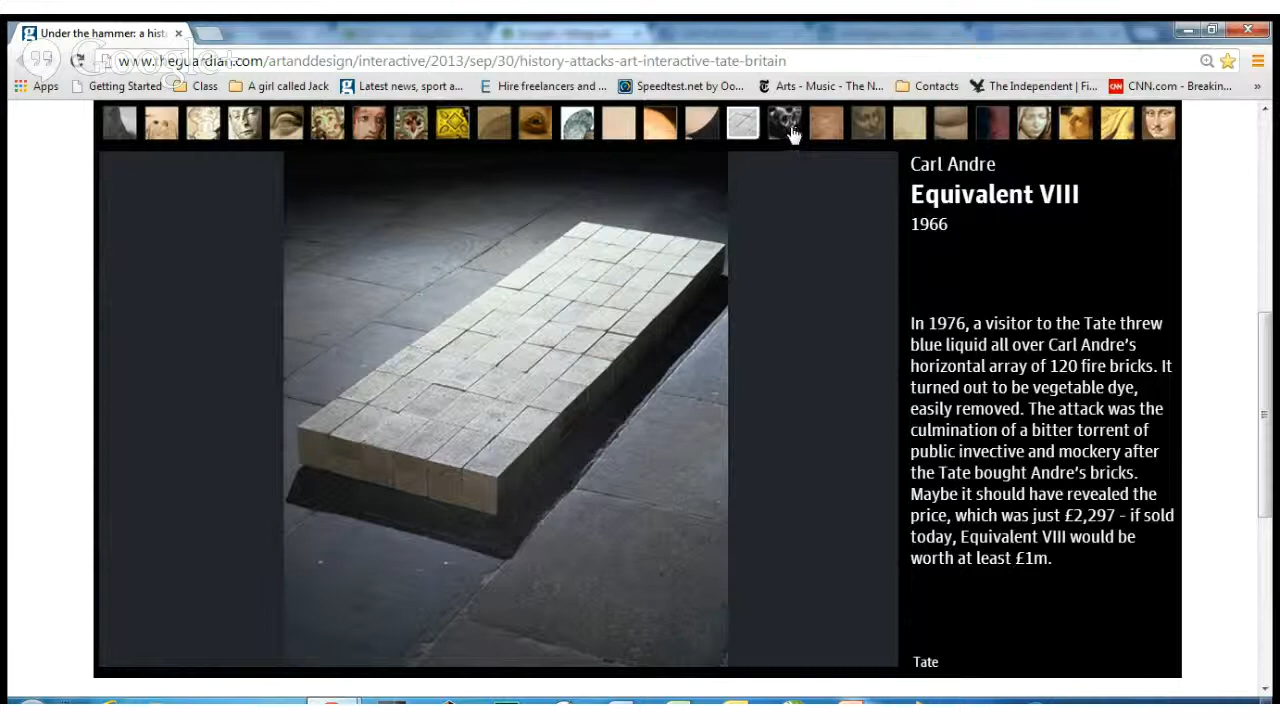 Under the hammer: a hist
Google+
www.theguardian.com/artanddesign/interactive/2013/sep/30/history-attacks-art-interactive-tate-britain
Apps Getting Started Class A girl called Jack Latest news, sport a... Hire freelancers and ... Speedtest.net by Oo... Arts - Music - The N... Contacts The Independent | Fi... CNN.com - Breakin... »
Carl Andre
Equivalent VIII
1966
In 1976, a visitor to the Tate threw
blue liquid all over Carl Andre's
horizontal array of 120 fire bricks. It
turned out to be vegetable dye,
easily removed. The attack was the
culmination of a bitter torrent of
public invective and mockery after
the Tate bought Andre's bricks.
Maybe it should have revealed the
price, which was just £2,297 - if sold
today, Equivalent VIII would be
worth at least £1m.
Tate